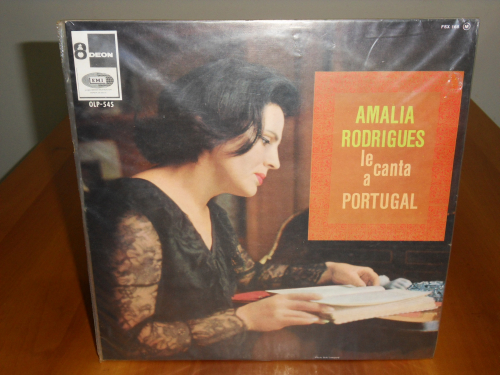 ODEON
EMI
OLP-545
AMALIA
RODRIGUES
le
canta
a
PORTUGAL